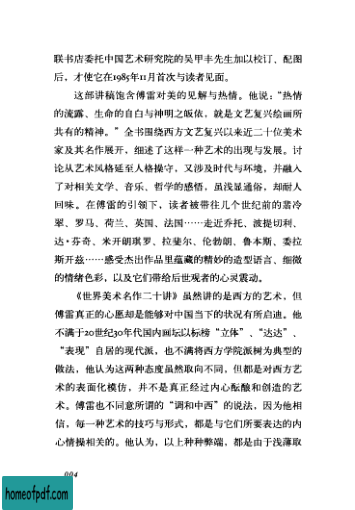 联书店委托中国艺术研究院的吴甲丰先生加以校订、配图
后，才使它在1985年11月首次与读者见面。
这部讲稿饱含傅雷对美的见解与热情。他说：“热情
的流露、生命的自白与神明之皈依，就是文艺复兴绘画所
共有的精神。”全书围绕西方文艺复兴以来近二十位美术
家及其名作展开，细述了这样一种艺术的出现与发展。讨
论从艺术风格延至人格操守，又涉及时代与环境，并融入
了对相关文学、音乐、哲学的感悟，虽浅显通俗，却耐人
回味。在傅雷的引领下，读者被带往几个世纪前的翡冷
翠、罗马、荷兰、英国、法国……走近乔托、波提切利、
达·芬奇、米开朗琪罗、拉斐尔、伦勃朗、鲁本斯、委拉
斯开兹……感受杰出作品里蕴藏的精妙的造型语言、细微
的情绪色彩，以及它们带给后世观者的心灵震动。
《世界美术名作二十讲》虽然讲的是西方的艺术，但
傅雷真正的心愿却是能够对中国当下的状况有所启迪。他
不满于20世纪30年代国内画坛以标榜“立体”、“达达”、
“表现”自居的现代派，也不满将西方学院派树为典型的
做法，他认为这两种态度虽然取向不同，但都是对西方艺
术的表面化模仿，并不是真正经过内心酝酿和创造的艺
术。傅雷也不同意所谓的“调和中西”的说法，因为他相
信，每一种艺术的技巧与形式，都是与它们所要表达的内
心情操相关的。他认为，以上种种弊端，都是由于浅薄取
004
homeofpdf.com